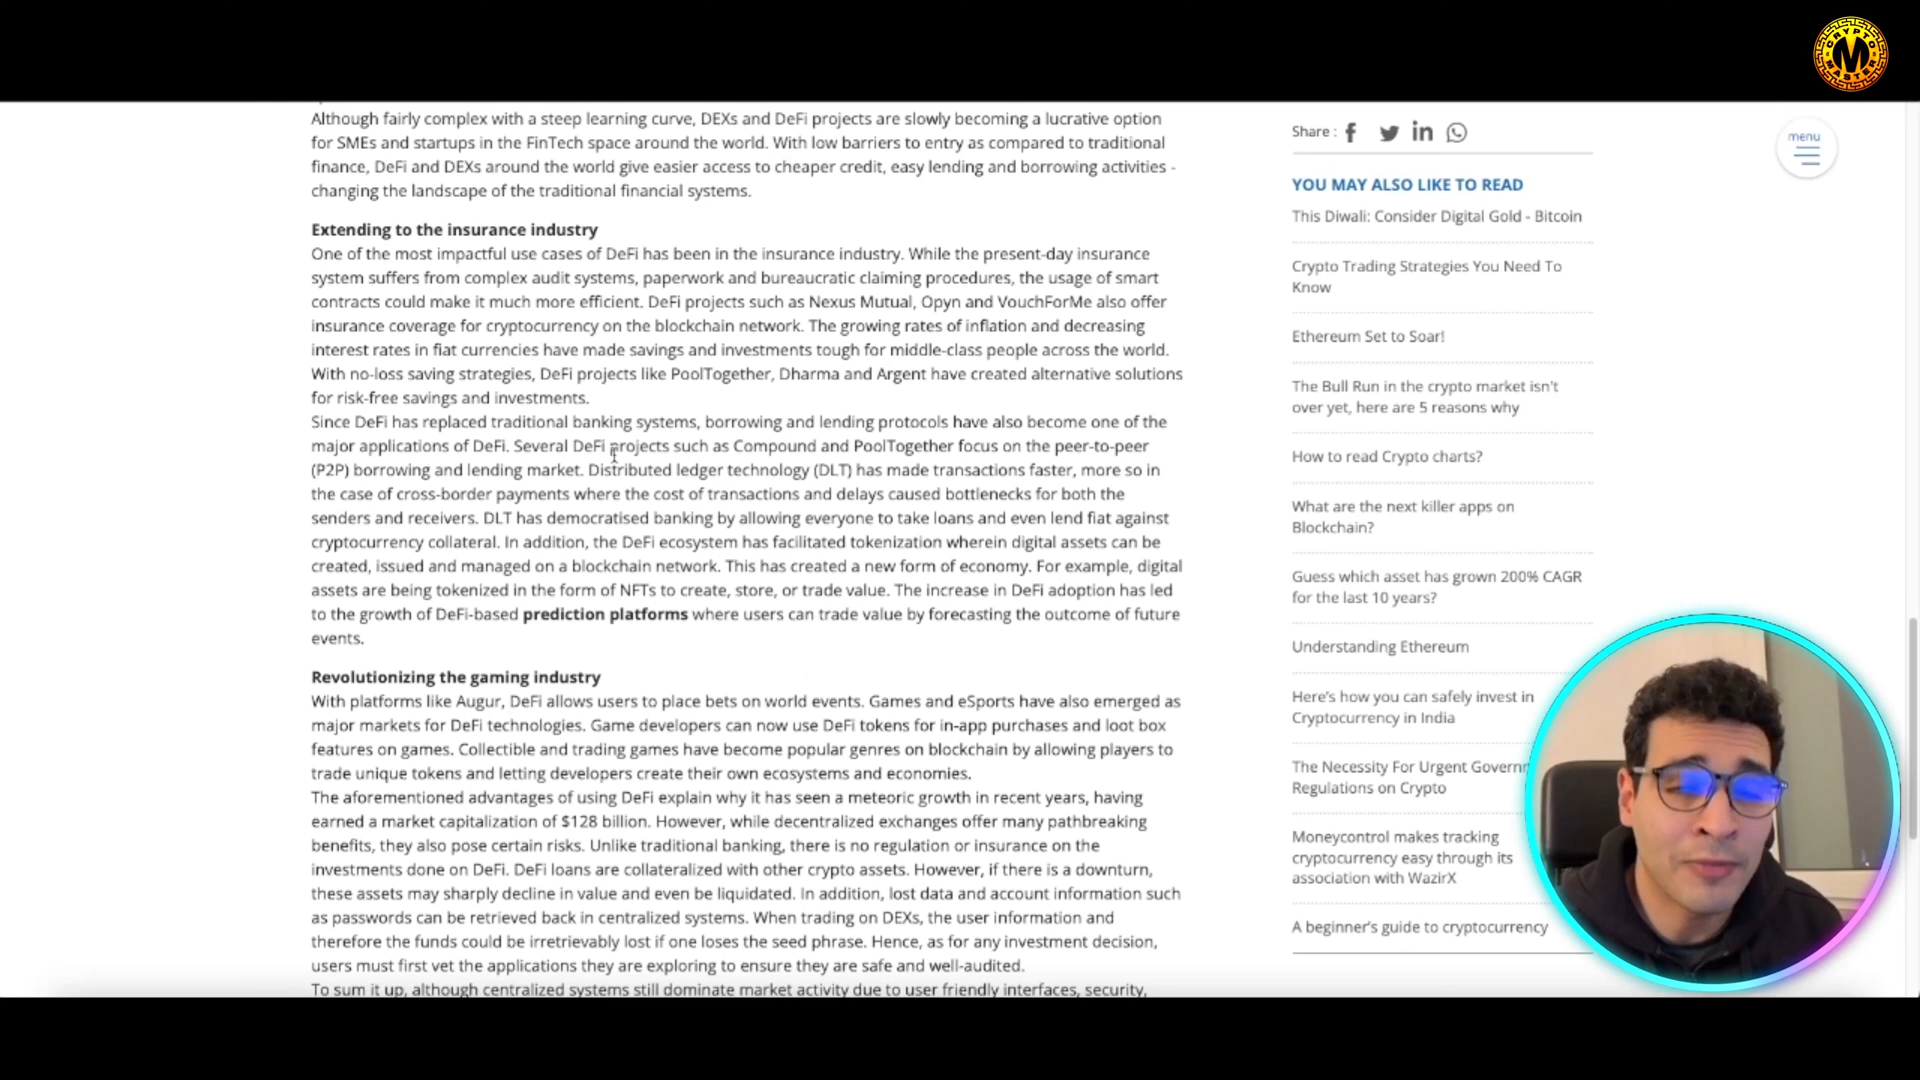 CRYPTO
M
MASTER
Although fairly complex with a steep learning curve, DEXs and DeFi projects are slowly becoming a lucrative option
for SMEs and startups in the FinTech space around the world. With low barriers to entry as compared to traditional
finance, DeFi and DEXs around the world give easier access to cheaper credit, easy lending and borrowing activities -
changing the landscape of the traditional financial systems.
Extending to the insurance industry
One of the most impactful use cases of DeFi has been in the insurance industry. While the present-day insurance
system suffers from complex audit systems, paperwork and bureaucratic claiming procedures, the usage of smart
contracts could make it much more efficient. DeFi projects such as Nexus Mutual, Opyn and VouchForMe also offer
insurance coverage for cryptocurrency on the blockchain network. The growing rates of inflation and decreasing
interest rates in fiat currencies have made savings and investments tough for middle-class people across the world.
With no-loss saving strategies, DeFi projects like PoolTogether, Dharma and Argent have created alternative solutions
for risk-free savings and investments.
Since DeFi has replaced traditional banking systems, borrowing and lending protocols have also become one of the
major applications of DeFi. Several DeFi projects such as Compound and PoolTogether focus on the peer-to-peer
(P2P) borrowing and lending market. Distributed ledger technology (DLT) has made transactions faster, more so in
the case of cross-border payments where the cost of transactions and delays caused bottlenecks for both the
senders and receivers. DLT has democratised banking by allowing everyone to take loans and even lend fiat against
cryptocurrency collateral. In addition, the DeFi ecosystem has facilitated tokenization wherein digital assets can be
created, issued and managed on a blockchain network. This has created a new form of economy. For example, digital
assets are being tokenized in the form of NFTs to create, store, or trade value. The increase in DeFi adoption has led
to the growth of DeFi-based prediction platforms where users can trade value by forecasting the outcome of future
events.
Revolutionizing the gaming industry
With platforms like Augur, DeFi allows users to place bets on world events. Games and eSports have also emerged as
major markets for DeFi technologies. Game developers can now use DeFi tokens for in-app purchases and loot box
features on games. Collectible and trading games have become popular genres on blockchain by allowing players to
trade unique tokens and letting developers create their own ecosystems and economies.
The aforementioned advantages of using DeFi explain why it has seen a meteoric growth in recent years, having
earned a market capitalization of $128 billion. However, while decentralized exchanges offer many pathbreaking
benefits, they also pose certain risks. Unlike traditional banking, there is no regulation or insurance on the
investments done on DeFi. DeFi loans are collateralized with other crypto assets. However, if there is a downturn,
these assets may sharply decline in value and even be liquidated. In addition, lost data and account information such
as passwords can be retrieved back in centralized systems. When trading on DEXs, the user information and
therefore the funds could be irretrievably lost if one loses the seed phrase. Hence, as for any investment decision,
users must first vet the applications they are exploring to ensure they are safe and well-audited.
To sum it up, although centralized systems still dominate market activity due to user friendly interfaces, security,
Share :
menu
YOU MAY ALSO LIKE TO READ
This Diwali: Consider Digital Gold - Bitcoin
Crypto Trading Strategies You Need To
Know
Ethereum Set to Soar!
The Bull Run in the crypto market isn't
over yet, here are 5 reasons why
How to read Crypto charts?
What are the next killer apps on
Blockchain?
Guess which asset has grown 200% CAGR
for the last 10 years?
Understanding Ethereum
Here's how you can safely invest in
Cryptocurrency in India
The Necessity For Urgent
Regulations on Crypto
Moneycontrol makes tracking
cryptocurrency easy through its
association with WazirX
A beginner's guide to cryptocurrency